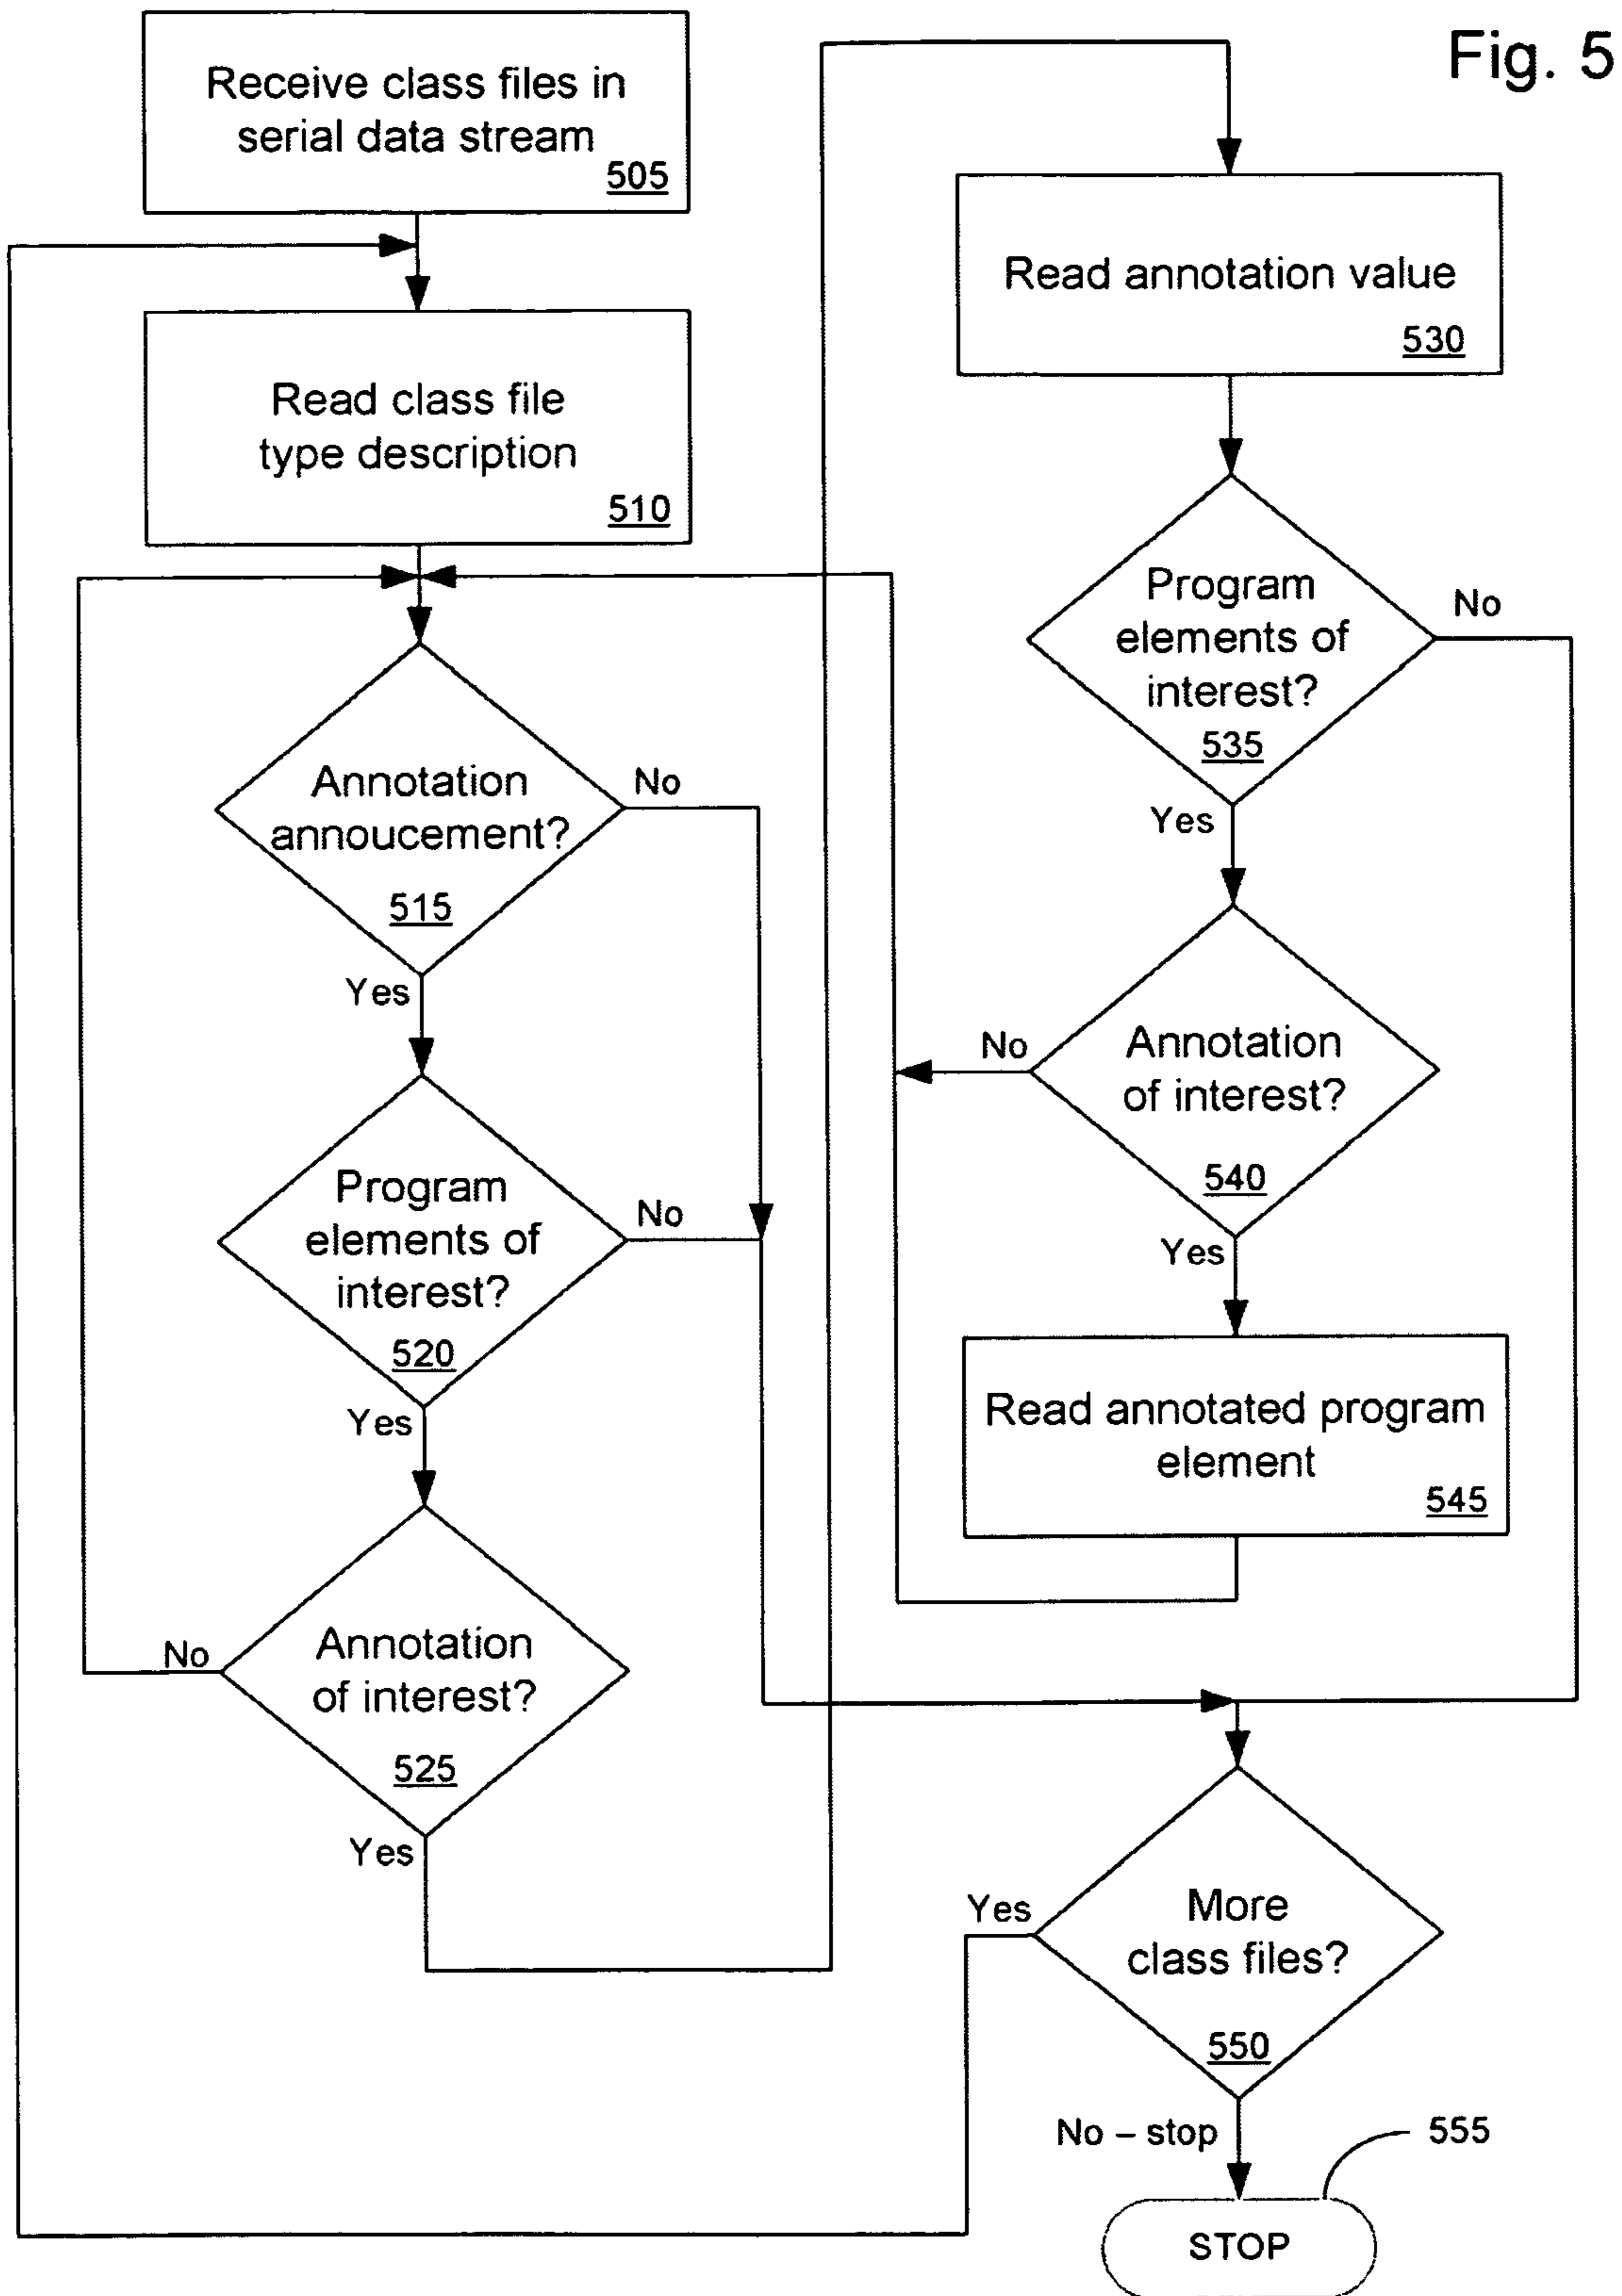 Fig. 5
Receive class files in
serial data stream
505
Read class file
type description
510
Annotation
annoucement?
515
No
Yes
Program
elements of
interest?
520
No
Yes
Annotation
of interest?
525
No
Yes
Read annotation value
530
Program
elements of
interest?
535
No
Yes
Annotation
of interest?
540
No
Yes
Read annotated program
element
545
More
class files?
550
Yes
No – stop
555
STOP